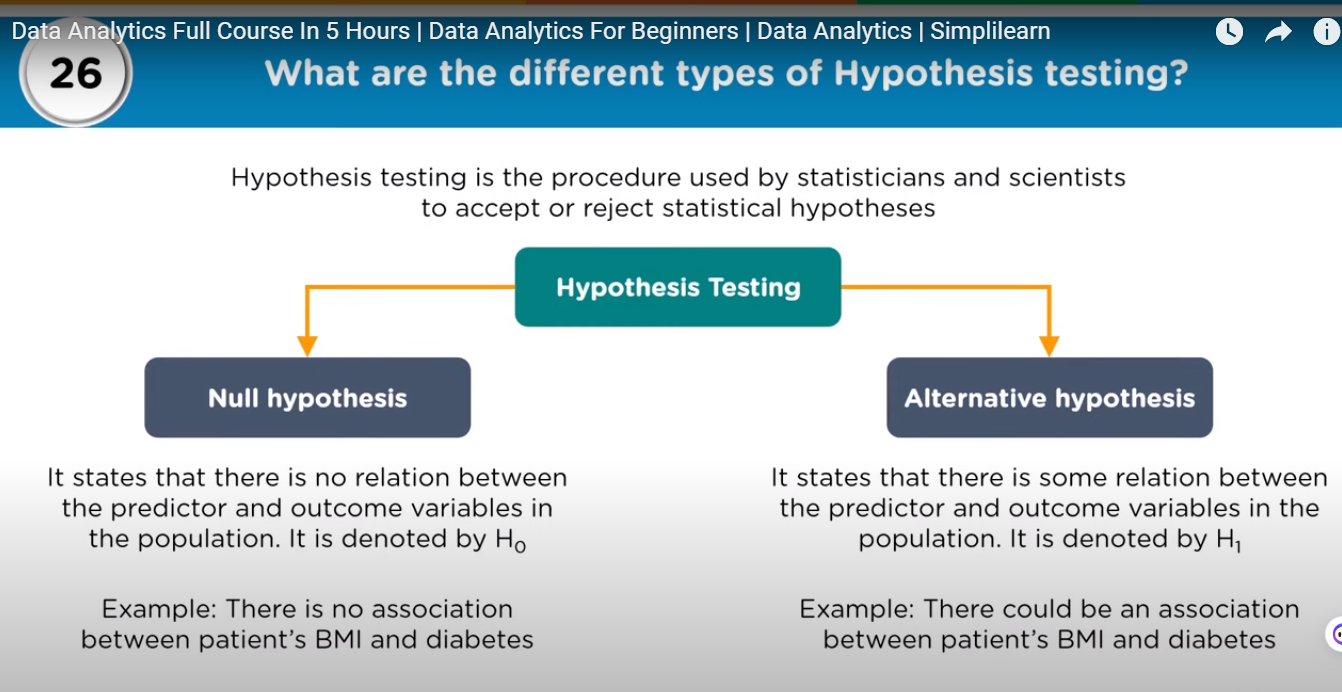 Data Analytics Full Course In 5 Hours | Data Analytics For Beginners | Data Analytics | Simplilearn
26
What are the different types of Hypothesis testing?
Hypothesis testing is the procedure used by statisticians and scientists
to accept or reject statistical hypotheses
Hypothesis Testing
Null hypothesis
It states that there is no relation between
the predictor and outcome variables in
the population. It is denoted by H₀
Example: There is no association
between patient's BMI and diabetes
Alternative hypothesis
It states that there is some relation between
the predictor and outcome variables in the
population. It is denoted by H₁
Example: There could be an association
between patient's BMI and diabetes